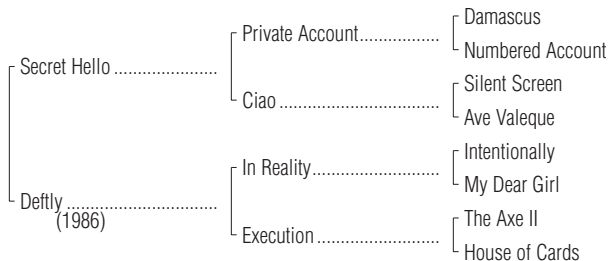 Damascus
Private Account..................
Numbered Account
Secret Hello .......................
Silent Screen
Ciao ....................................
Ave Valeque
Intentionally
In Reality............................
My Dear Girl
Deftly ..................................
(1986)
The Axe II
Execution ...........................
House of Cards